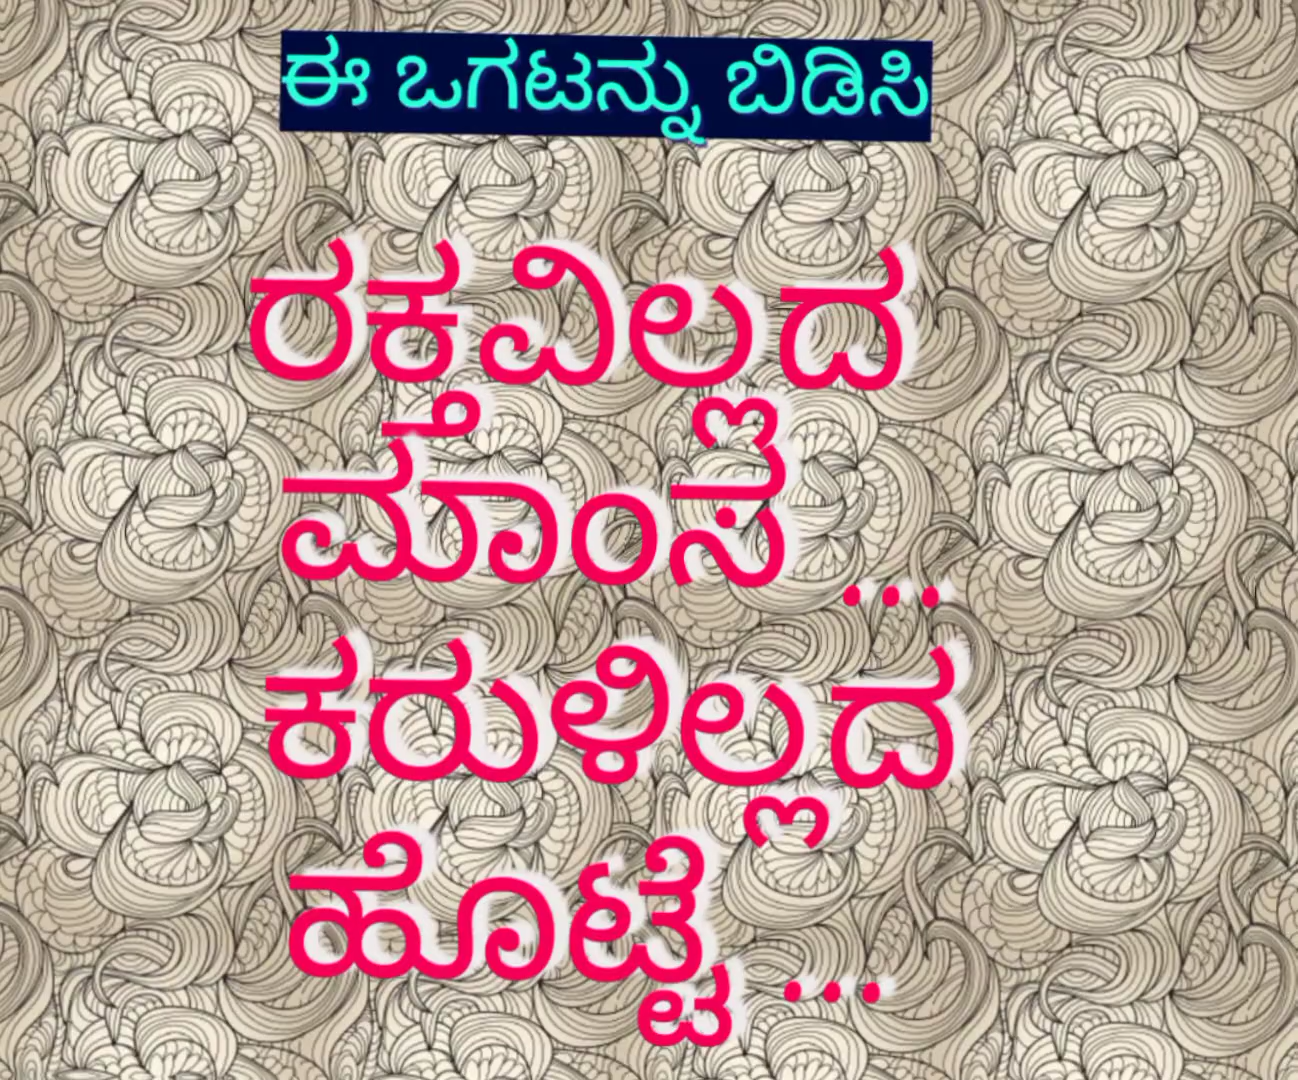 ಈ ಒಗಟನ್ನು ಬಿಡಿಸಿ
ರಕ್ತವಿಲ್ಲದ
ಮಾಂಸ ...
ಕರುಳಿಲ್ಲದ
ಹೊಟ್ಟೆ ...